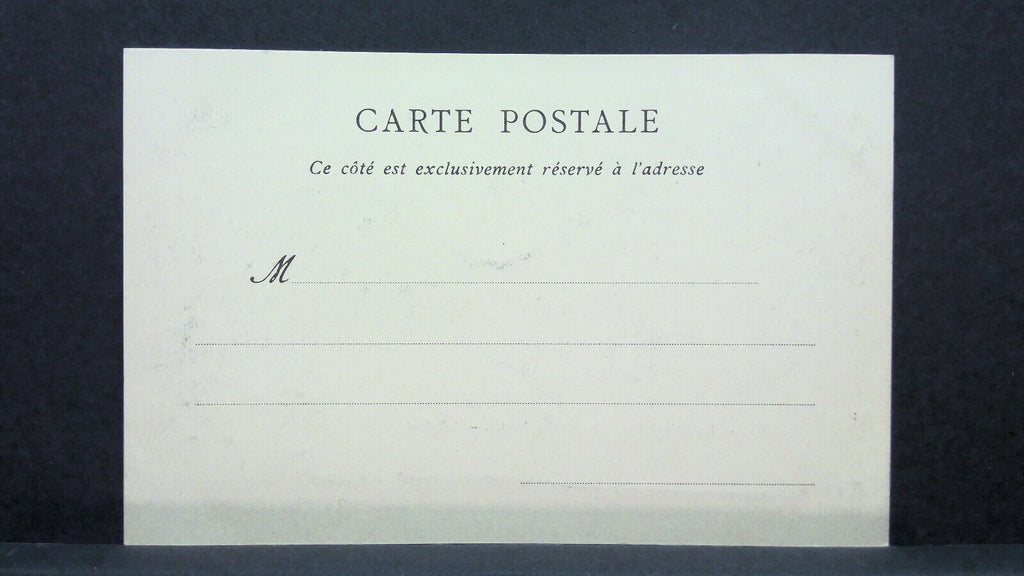 CARTE POSTALE
Ce côté est exclusivement réservé à l'adresse
M